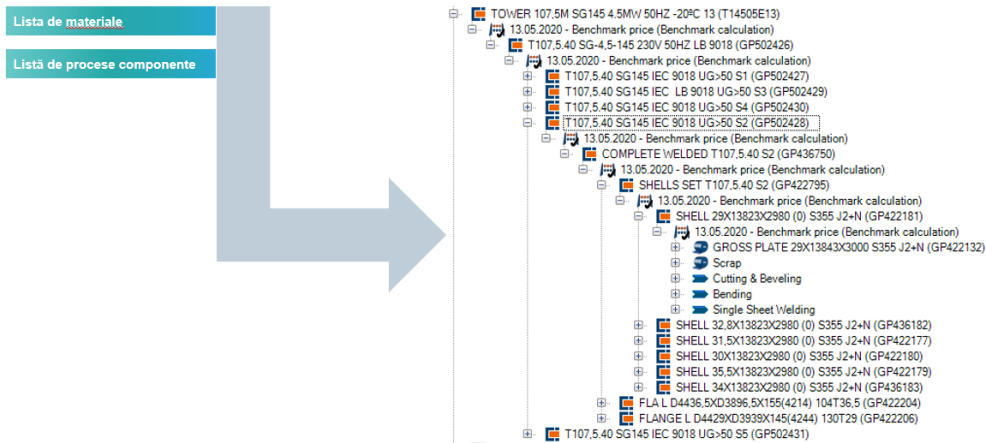 Lista de materiale
Listă de procese componente
TOWER 107,5M SG145 4.5MW 50HZ -20ºC 13 (T14505E13)
13.05.2020 - Benchmark price (Benchmark calculation)
T107,5.40 SG-4,5-145 230V 50HZ LB 9018 (GP502426)
13.05.2020 - Benchmark price (Benchmark calculation)
T107,5.40 SG145 IEC 9018 UG>50 S1 (GP502427)
T107,5.40 SG145 IEC LB 9018 UG>50 S3 (GP502429)
T107,5.40 SG145 IEC 9018 UG>50 S4 (GP502430)
T107,5.40 SG145 IEC 9018 UG>50 S2 (GP502428)
13.05.2020 - Benchmark price (Benchmark calculation)
COMPLETE WELDED T107,5.40 S2 (GP436750)
13.05.2020 - Benchmark price (Benchmark calculation)
SHELLS SET T107,5.40 S2 (GP422795)
13.05.2020 - Benchmark price (Benchmark calculation)
SHELL 29X13823X2980 (0) S355 J2+N (GP422181)
13.05.2020 - Benchmark price (Benchmark calculation)
GROSS PLATE 29X13843X3000 S355 J2+N (GP422132)
Scrap
Cutting & Beveling
Bending
Single Sheet Welding
SHELL 32,8X13823X2980 (0) S355 J2+N (GP436182)
SHELL 31,5X13823X2980 (0) S355 J2+N (GP422177)
SHELL 30X13823X2980 (0) S355 J2+N (GP422180)
SHELL 35,5X13823X2980 (0) S355 J2+N (GP422179)
SHELL 34X13823X2980 (0) S355 J2+N (GP436183)
FLA L D4436,5XD3896,5X155(4214) 104T36,5 (GP422204)
FLANGE L D4429XD3939X145(4244) 130T29 (GP422206)
T107,5.40 SG145 IEC 9018 UG>50 S5 (GP502431)